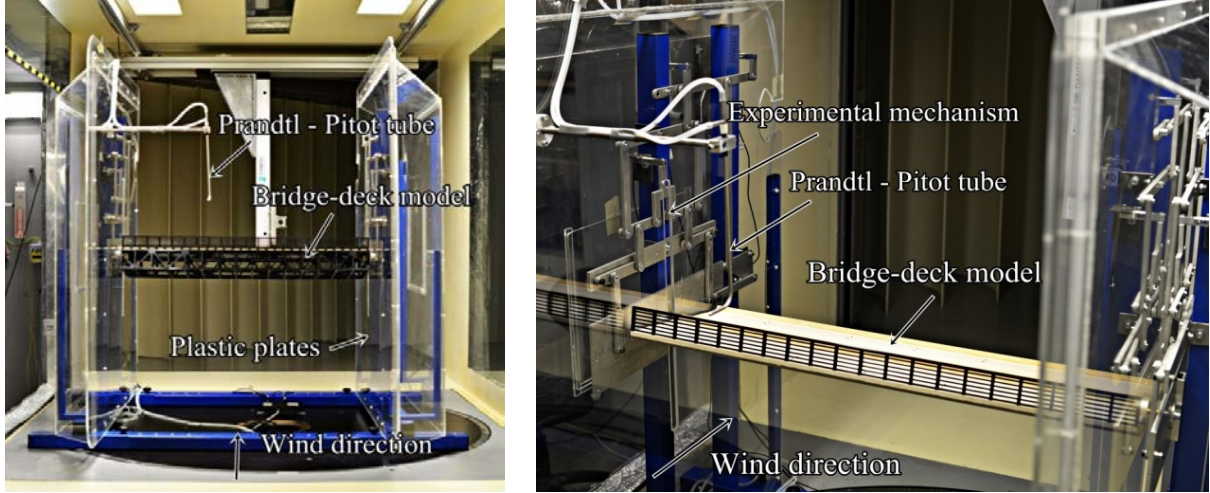 Prandtl - Pitot tube
Bridge-deck model
Plastic plates
Wind direction
Experimental mechanism
Prandtl - Pitot tube
Bridge-deck model
Wind direction